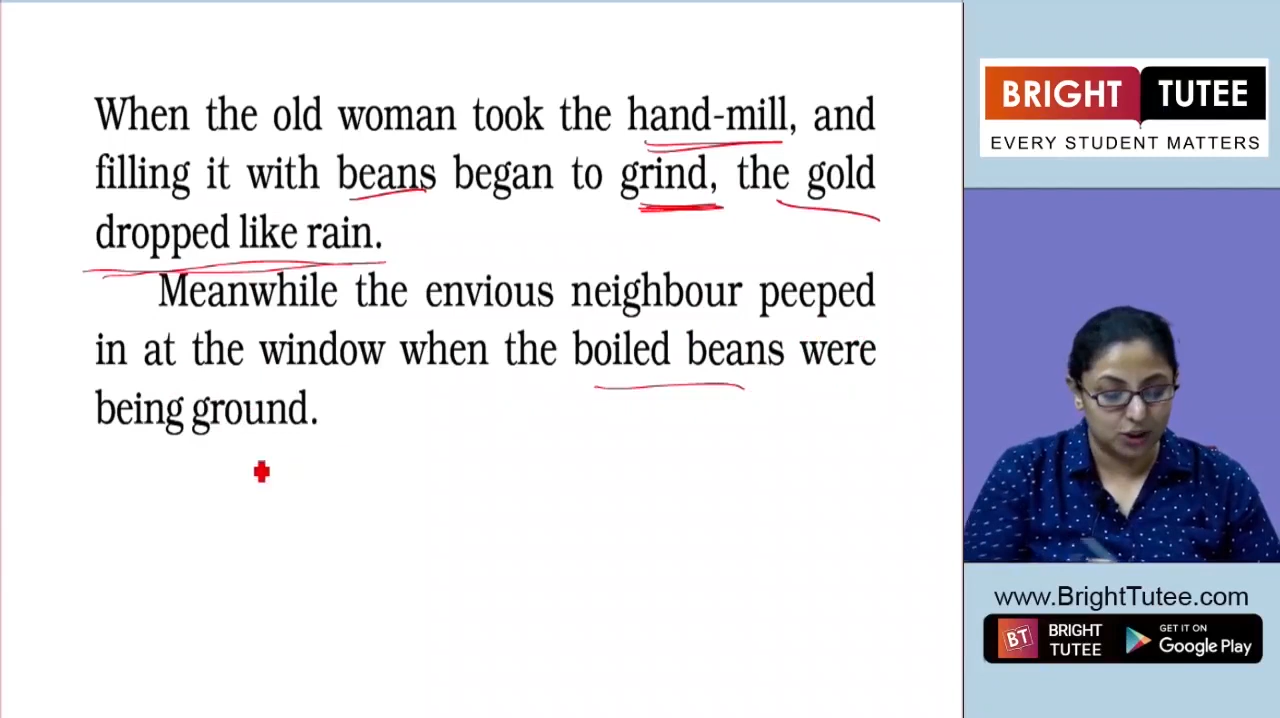 When the old woman took the hand-mill, and
filling it with beans began to grind, the gold
dropped like rain.
Meanwhile the envious neighbour peeped
in at the window when the boiled beans were
being ground.
BRIGHT TUTEE
EVERY STUDENT MATTERS
www.BrightTutee.com
BT
BRIGHT
TUTEE
GET IT ON
Google Play